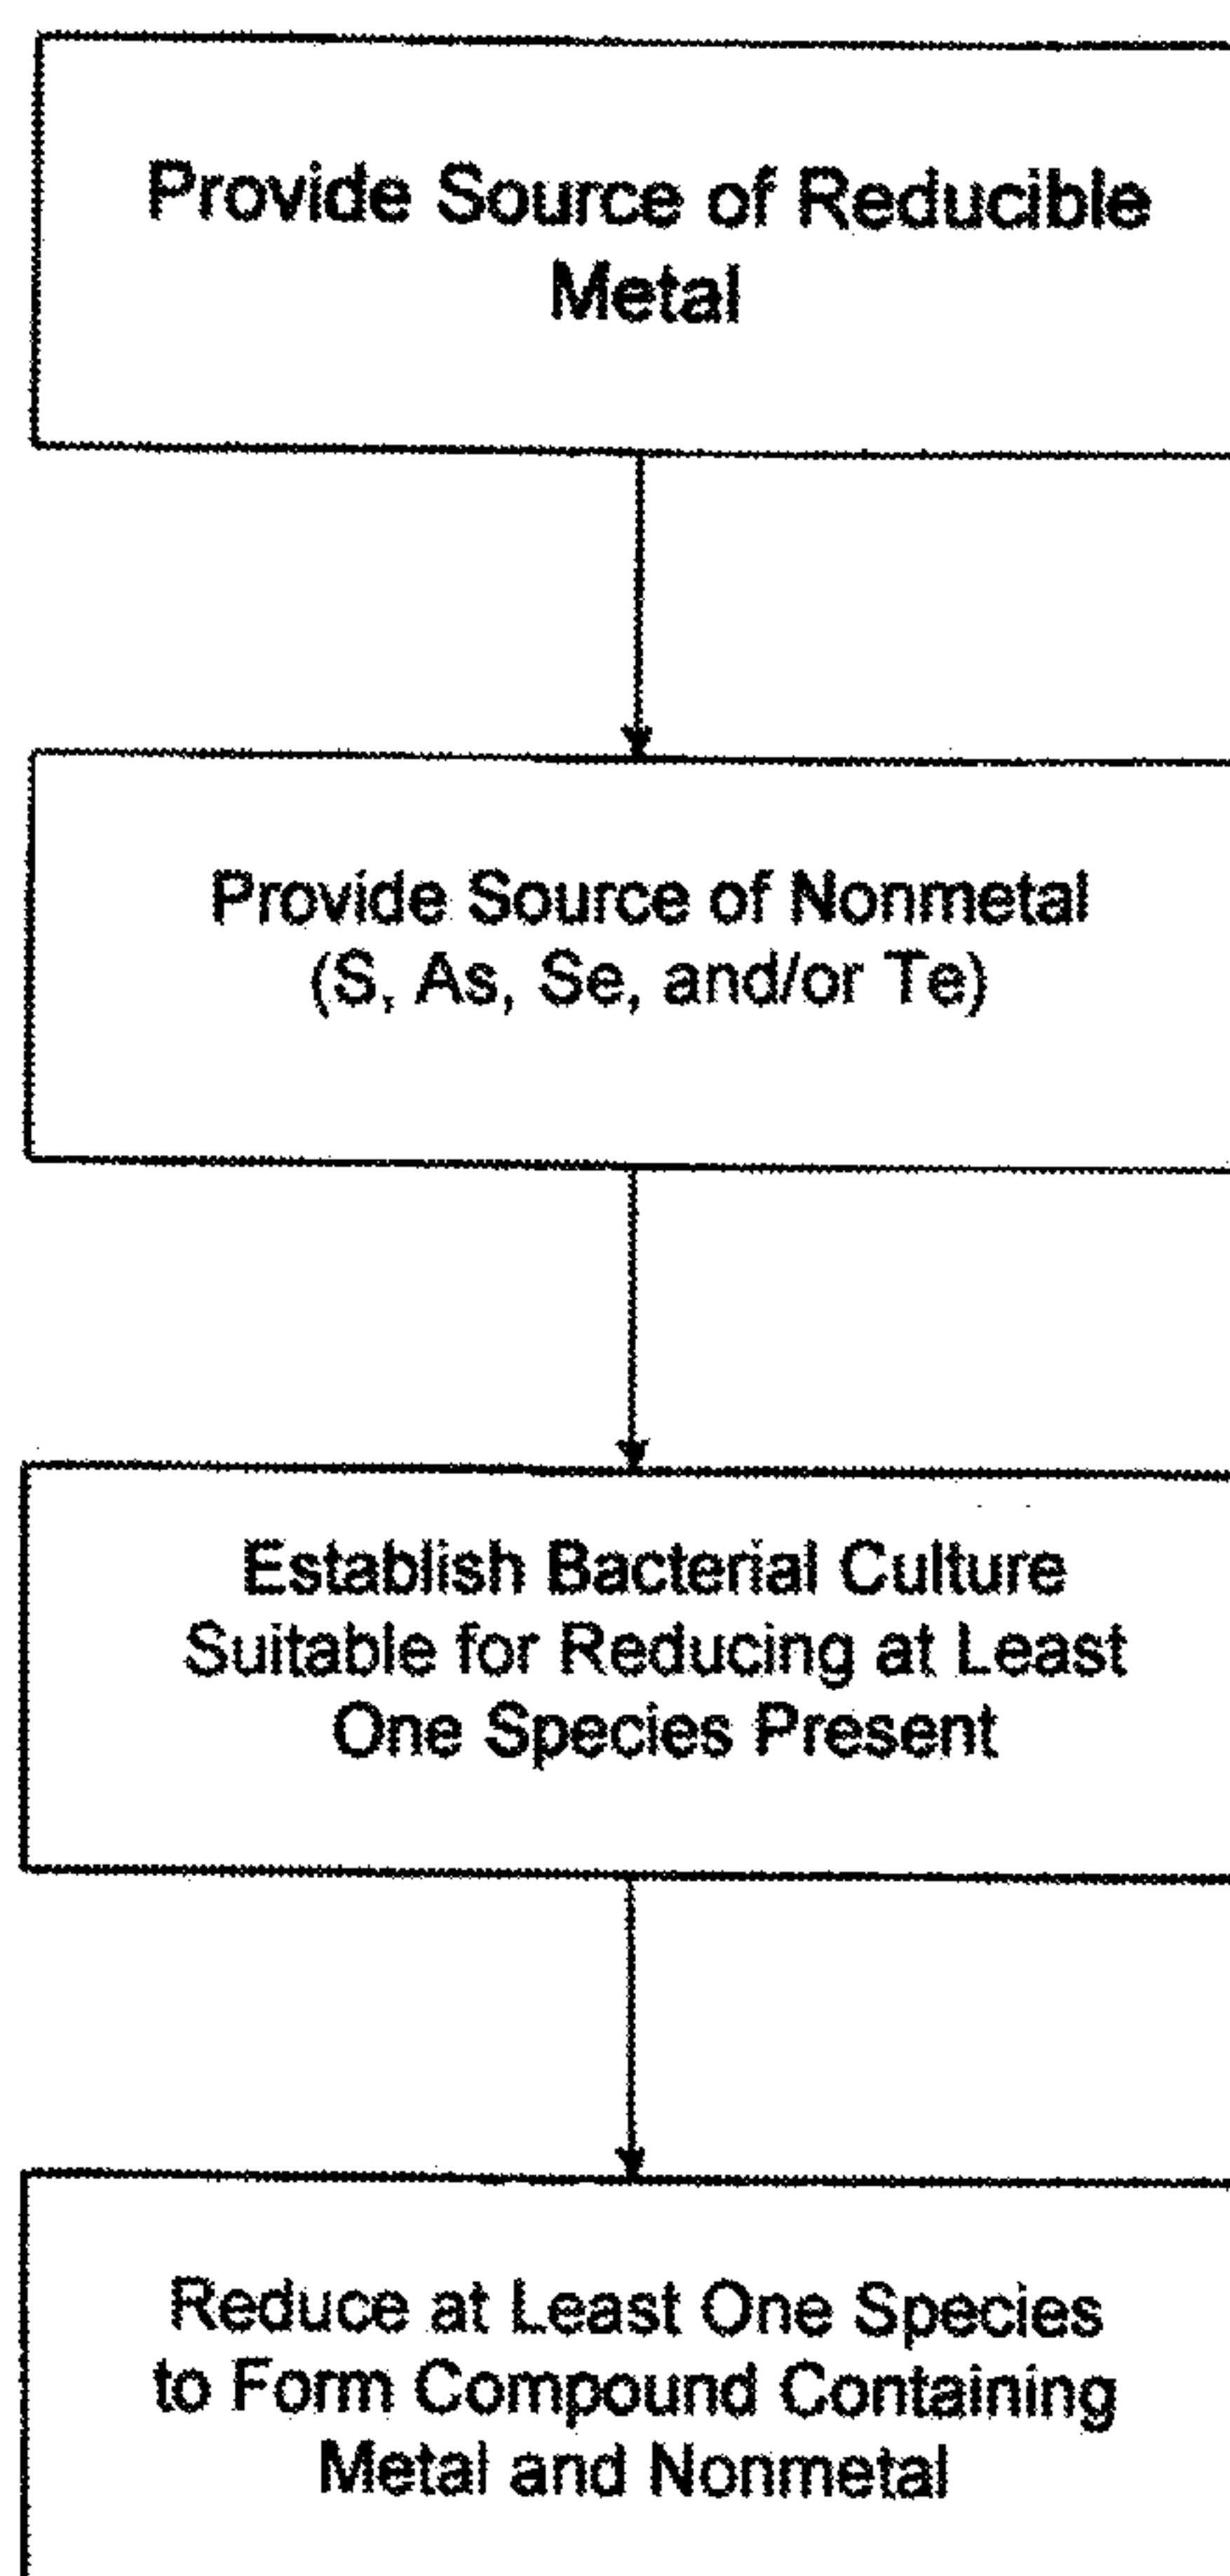 Provide Source of Reducible
Metal
Provide Source of Nonmetal
(S, As, Se, and/or Te)
Establish Bacterial Culture
Suitable for Reducing at Least
One Species Present
Reduce at Least One Species
to Form Compound Containing
Metal and Nonmetal